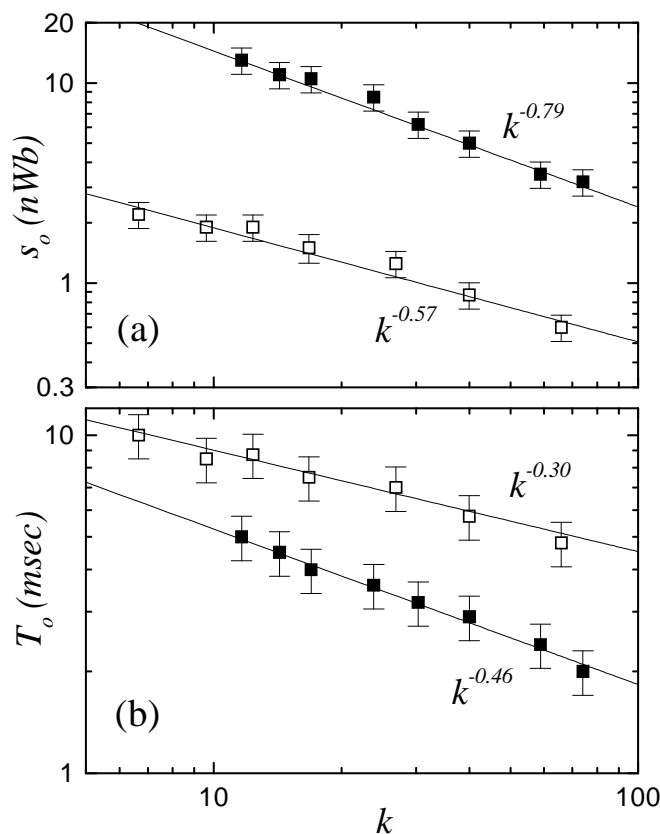 20
10
s_o (nWb)
k^-0.79
1
k^-0.57
(a)
0.3
10
T_o (msec)
k^-0.30
k^-0.46
(b)
1
10
100
k